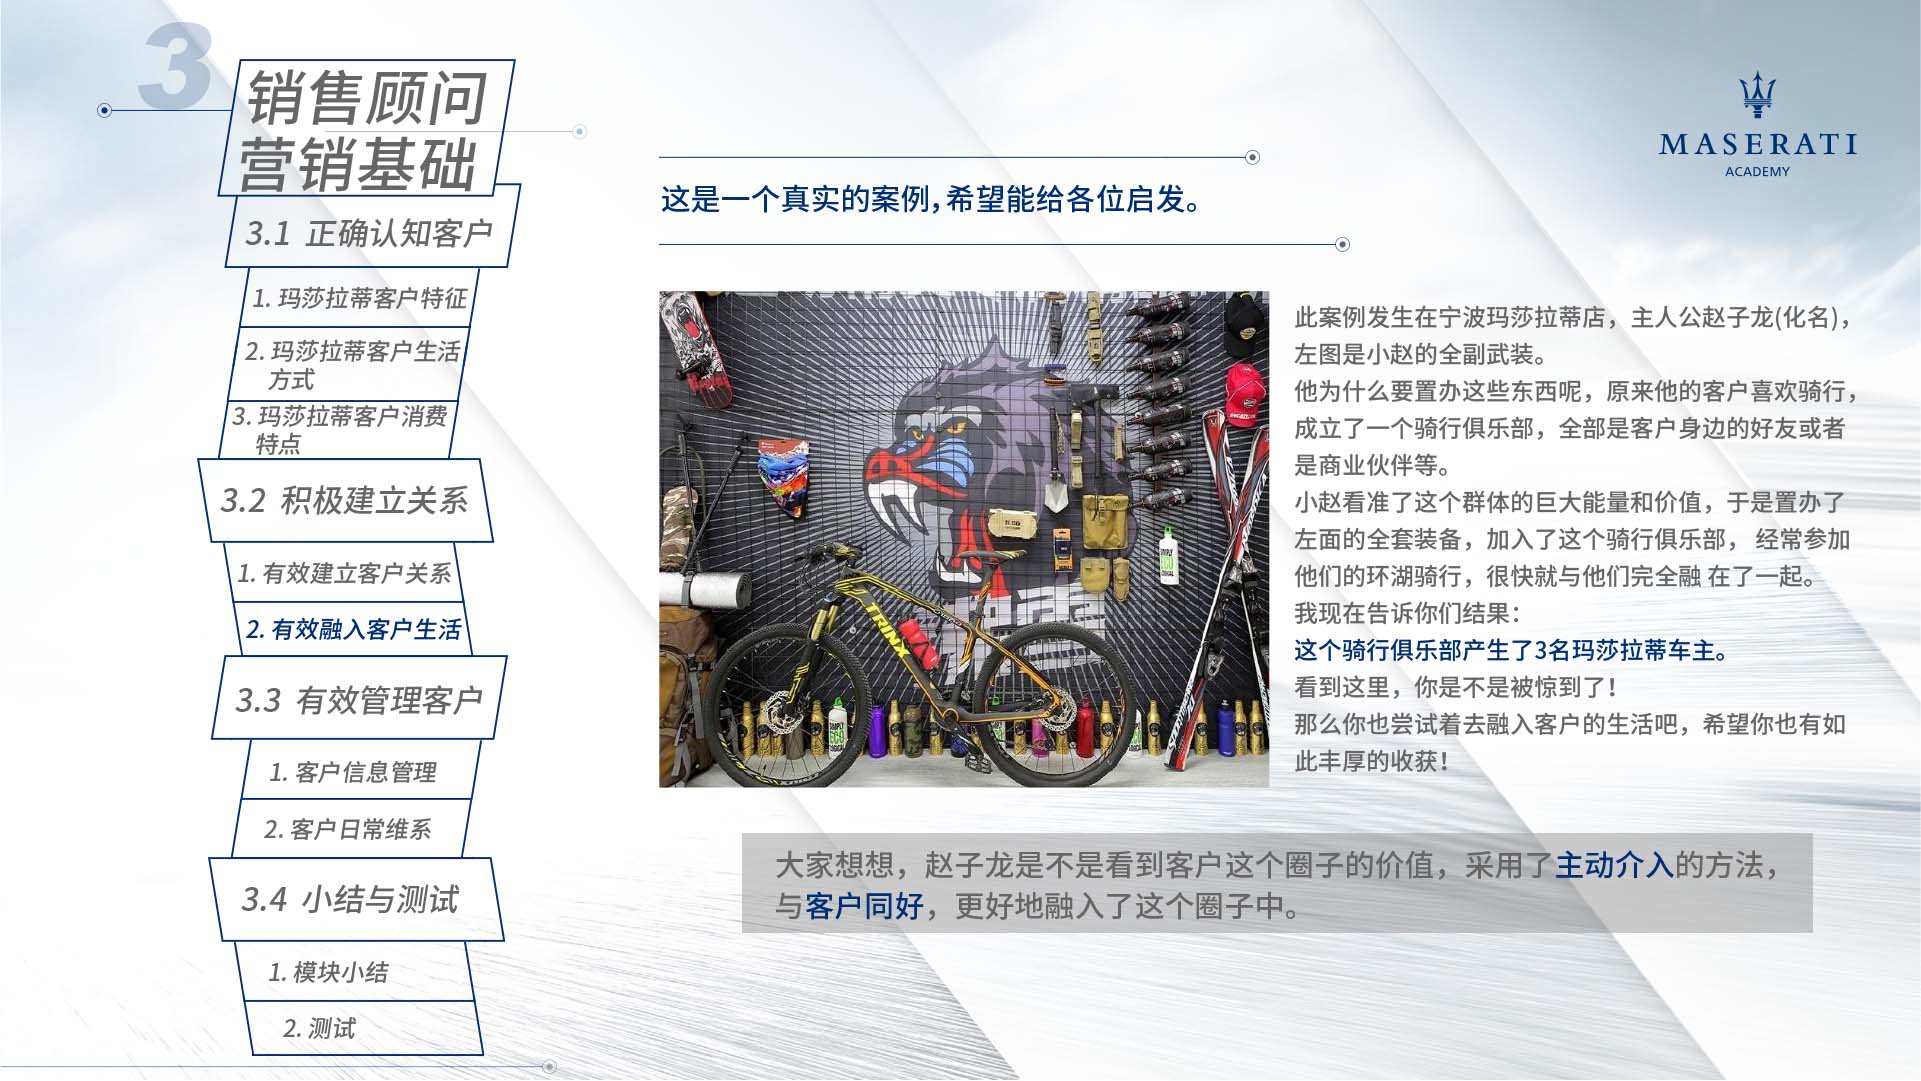 3
销售顾问
营销基础
3.1 正确认知客户
1. 玛莎拉蒂客户特征
2. 玛莎拉蒂客户生活
方式
3. 玛莎拉蒂客户消费
特点
3.2 积极建立关系
1. 有效建立客户关系
2. 有效融入客户生活
3.3 有效管理客户
1. 客户信息管理
2. 客户日常维系
3.4 小结与测试
1. 模块小结
2. 测试
MASERATI
ACADEMY
这是一个真实的案例，希望能给各位启发。
TRINX
此案例发生在宁波玛莎拉蒂店，主人公赵子龙(化名)，
左图是小赵的全副武装。
他为什么要置办这些东西呢，原来他的客户喜欢骑行，
成立了一个骑行俱乐部，全部是客户身边的好友或者
是商业伙伴等。
小赵看准了这个群体的巨大能量和价值，于是置办了
左面的全套装备，加入了这个骑行俱乐部， 经常参加
他们的环湖骑行，很快就与他们完全融 在了一起。
我现在告诉你们结果：
这个骑行俱乐部产生了3名玛莎拉蒂车主。
看到这里，你是不是被惊到了！
那么你也尝试着去融入客户的生活吧，希望你也有如
此丰厚的收获！
大家想想，赵子龙是不是看到客户这个圈子的价值，采用了主动介入的方法，
与客户同好，更好地融入了这个圈子中。